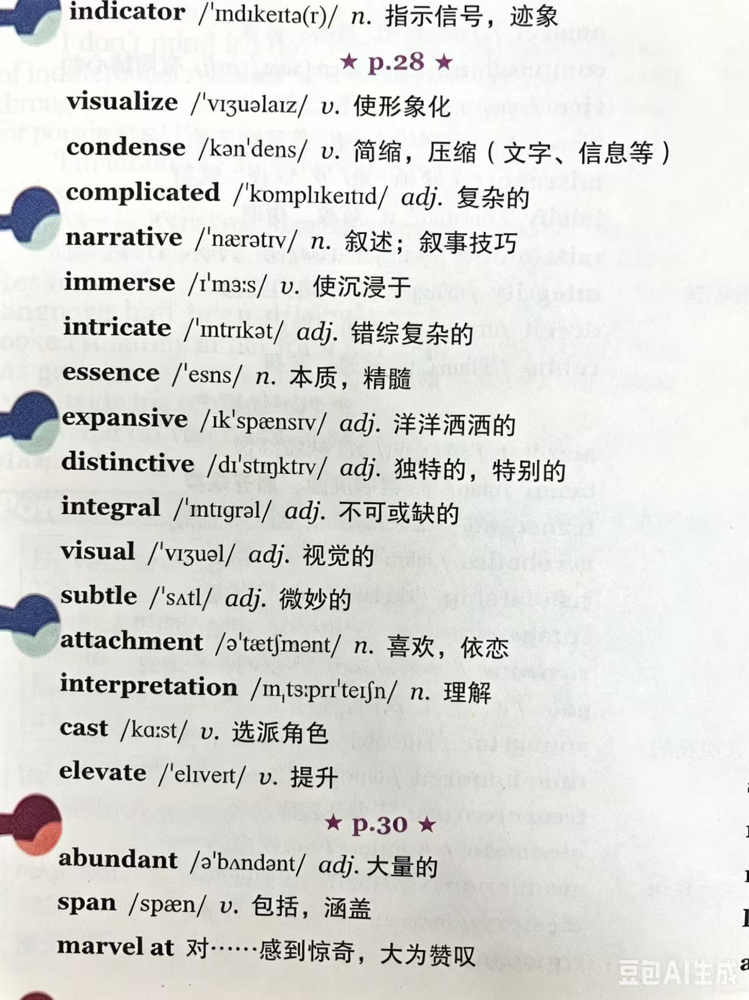 indicator /ˈɪndɪkeɪtə(r)/ n. 指示信号，迹象
★ p.28 ★
visualize /ˈvɪʒuəlaɪz/ v. 使形象化
condense /kənˈdens/ v. 简缩，压缩（文字、信息等）
complicated /ˈkɒmplɪkeɪtɪd/ adj. 复杂的
narrative /ˈnærətɪv/ n. 叙述；叙事技巧
immerse /ɪˈmɜːs/ v. 使沉浸于
intricate /ˈɪntrɪkət/ adj. 错综复杂的
essence /ˈesns/ n. 本质，精髓
expansive /ɪkˈspænsɪv/ adj. 洋洋洒洒的
distinctive /dɪˈstɪŋktɪv/ adj. 独特的，特别的
integral /ˈɪntɪɡrəl/ adj. 不可或缺的
visual /ˈvɪʒuəl/ adj. 视觉的
subtle /ˈsʌtl/ adj. 微妙的
attachment /əˈtætʃmənt/ n. 喜欢，依恋
interpretation /ɪnˌtɜːprɪˈteɪʃn/ n. 理解
cast /kɑːst/ v. 选派角色
elevate /ˈelɪveɪt/ v. 提升
★ p.30 ★
abundant /əˈbʌndənt/ adj. 大量的
span /spæn/ v. 包括，涵盖
marvel at 对……感到惊奇，大为赞叹
豆包AI生成